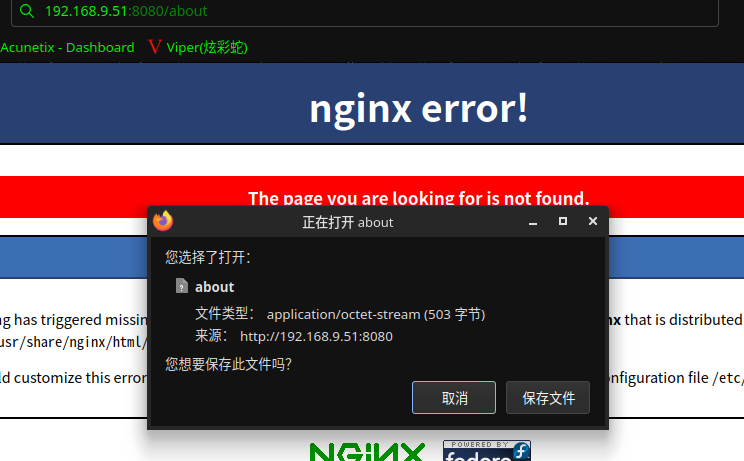 192.168.9.51:8080/about
Acunetix - Dashboard V Viper(炫彩蛇)
nginx error!
The page you are looking for is not found.
正在打开 about
您选择了打开：
about
文件类型： application/octet-stream (503 字节)
来源： http://192.168.9.51:8080
您想要保存此文件吗？
取消 保存文件
ng has triggered missin
nx that is distributed
usr/share/nginx/html/
ld customize this error
nfiguration file /etc/
NGINX
POWERED BY
fedora